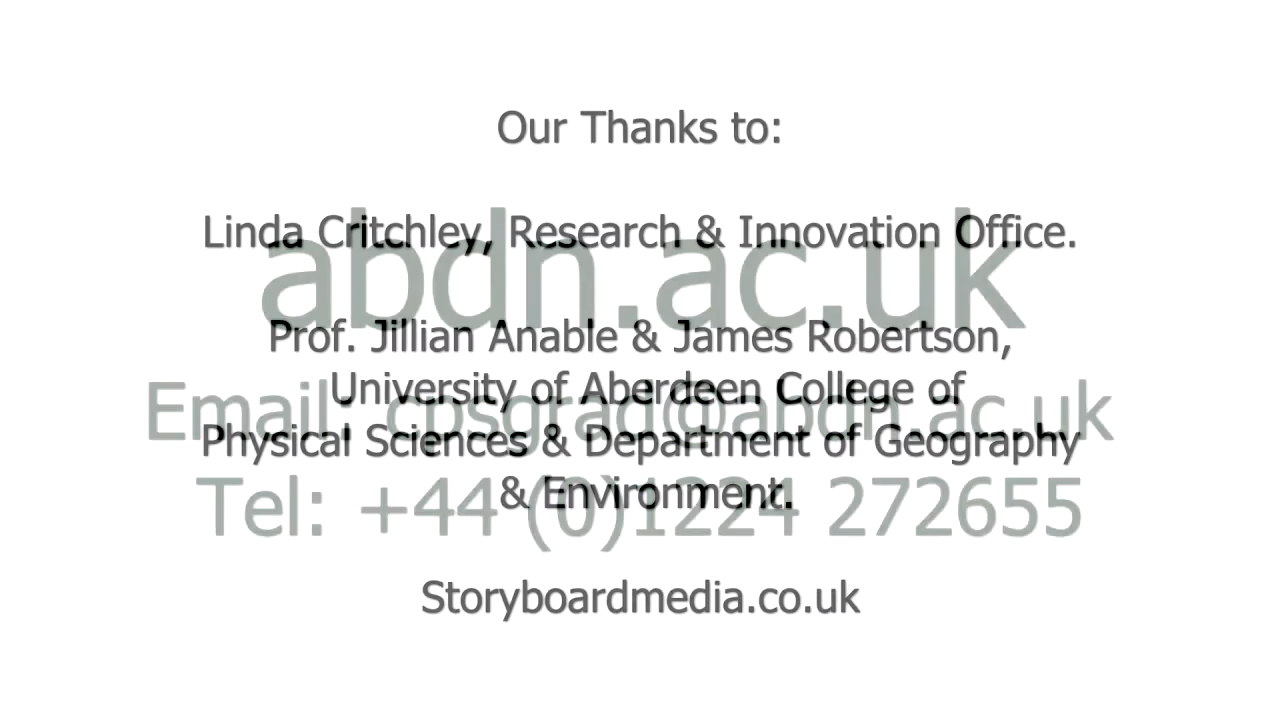 Our Thanks to:
Linda Critchley, Research & Innovation Office.
abdn.ac.uk
Prof. Jillian Anable & James Robertson,
University of Aberdeen College of
Email: cpsgrad@abdn.ac.uk
Physical Sciences & Department of Geography
& Environment.
Tel: +44 (0)1224 272655
Storyboardmedia.co.uk